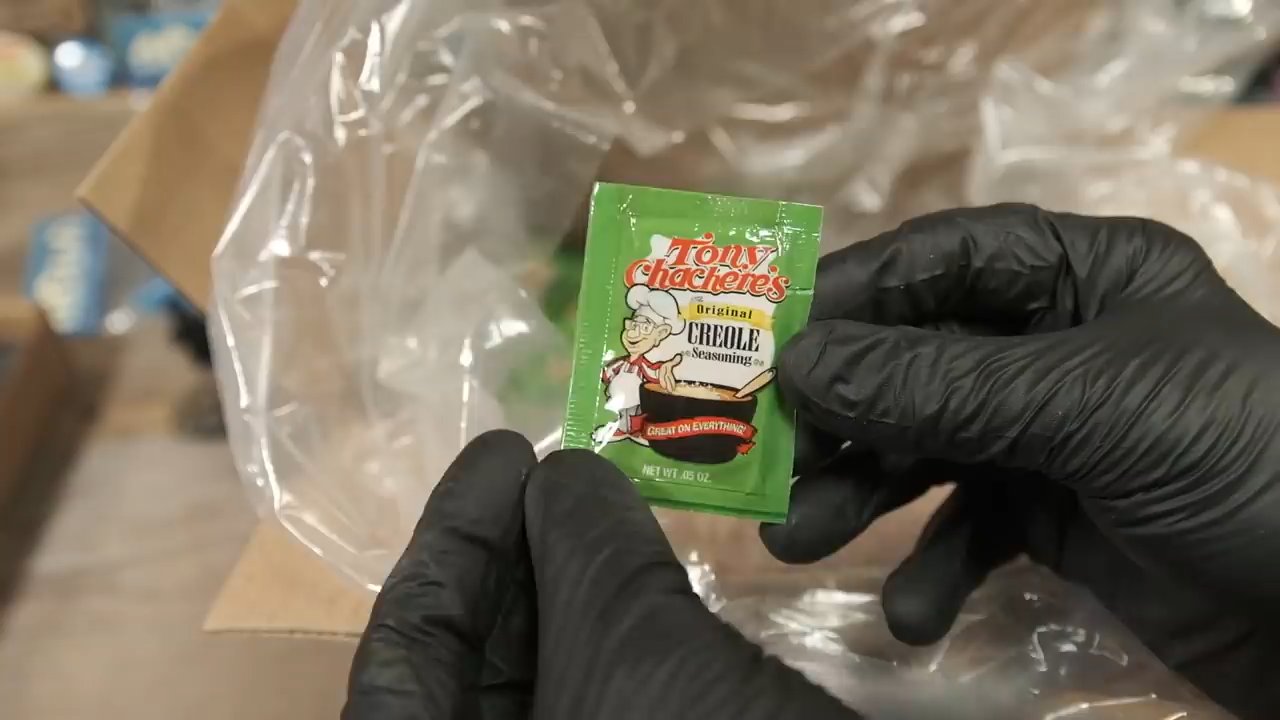 Tony
Chachere's
Original
CREOLE
Seasoning
GREAT ON EVERYTHING!
NET WT .05 OZ.